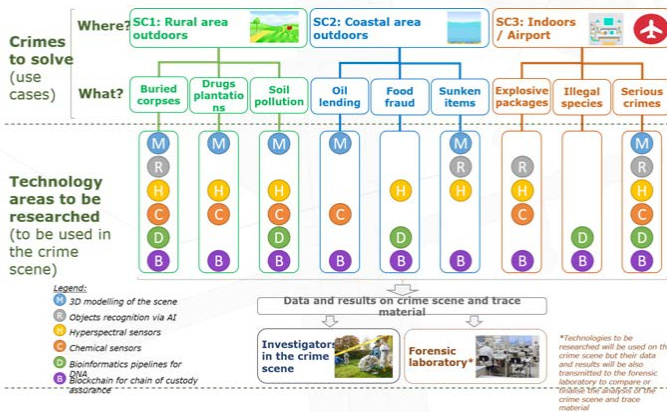 Where?
SC1: Rural area
outdoors
SC2: Coastal area
outdoors
SC3: Indoors
/ Airport
Crimes
to solve
(use
cases)
What?
Buried
corpses
Drugs
plantatio
ns
Soil
pollution
Oil
lending
Food
fraud
Sunken
items
Explosive
packages
Illegal
species
Serious
crimes
Technology
areas to be
researched
(to be used in
the crime
scene)
M
R
H
C
D
B
M
H
C
B
M
H
C
D
B
M
C
B
H
D
B
M
R
H
B
R
H
C
B
D
B
M
R
H
C
D
B
Legend:
M 3D modelling of the scene
R Objects recognition via AI
H Hyperspectral sensors
C Chemical sensors
D Bioinformatics pipelines for
DNA
B Blockchain for chain of custody
assurance
Data and results on crime scene and trace
material
Investigators
in the crime
scene
Forensic
laboratory*
*Technologies to be
researched will be used on the
crime scene but their data
and results will be also
transmitted to the forensic
laboratory to compare or
finalise the analysis of the
crime scene and trace
material